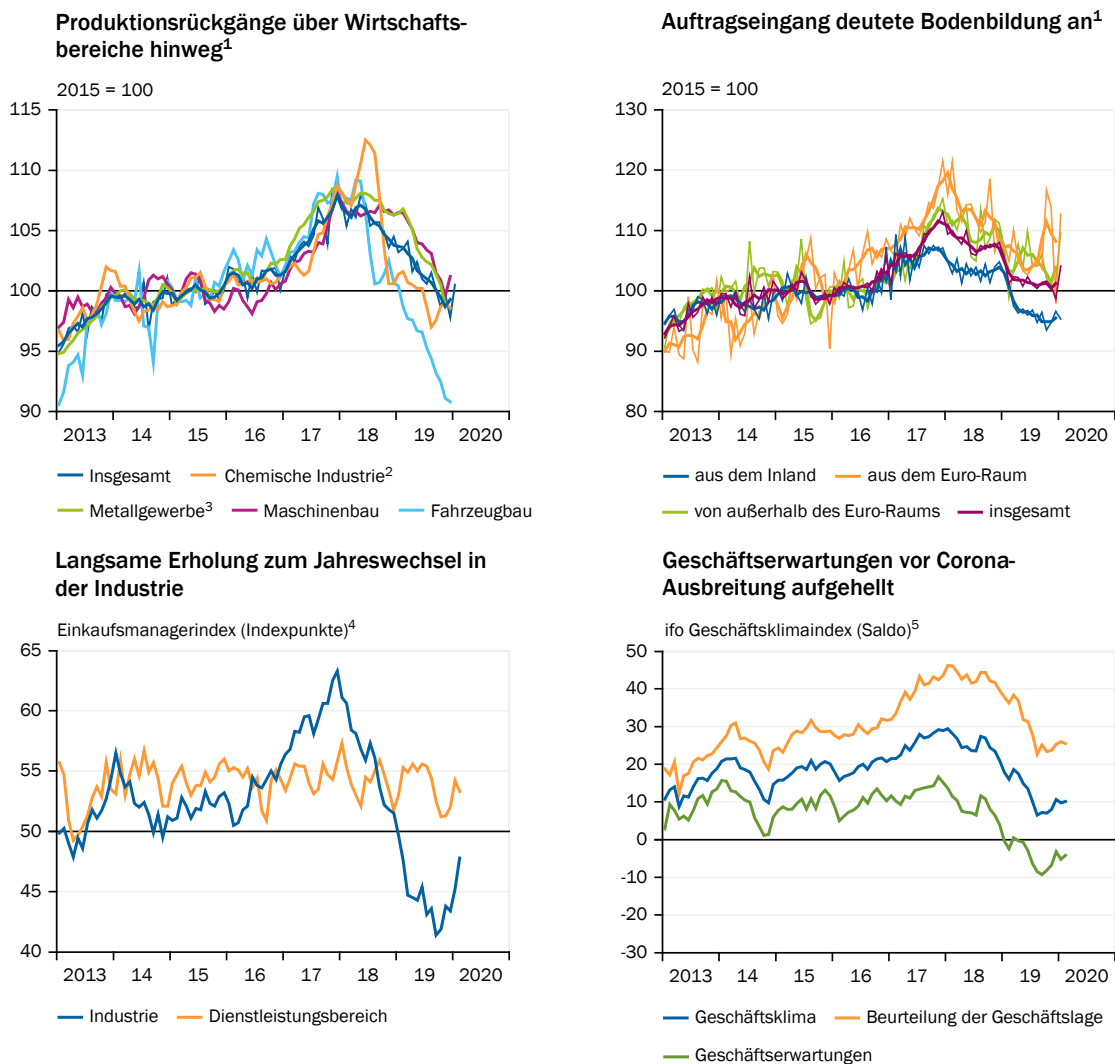 Produktionsrückgänge über Wirtschafts-
bereiche hinweg1
2015 = 100
115
110
105
100
95
90
2013 14 15 16 17 18 19 2020
Insgesamt Chemische Industrie2
Metallgewerbe3 Maschinenbau Fahrzeugbau
Auftragseingang deutete Bodenbildung an1
2015 = 100
130
120
110
100
90
80
2013 14 15 16 17 18 19 2020
aus dem Inland aus dem Euro-Raum
von außerhalb des Euro-Raums insgesamt
Langsame Erholung zum Jahreswechsel in
der Industrie
Einkaufsmanagerindex (Indexpunkte)4
65
60
55
50
45
40
2013 14 15 16 17 18 19 2020
Industrie Dienstleistungsbereich
Geschäftserwartungen vor Corona-
Ausbreitung aufgehellt
ifo Geschäftsklimaindex (Saldo)5
50
40
30
20
10
0
-10
-20
-30
2013 14 15 16 17 18 19 2020
Geschäftsklima Beurteilung der Geschäftslage
Geschäftserwartungen